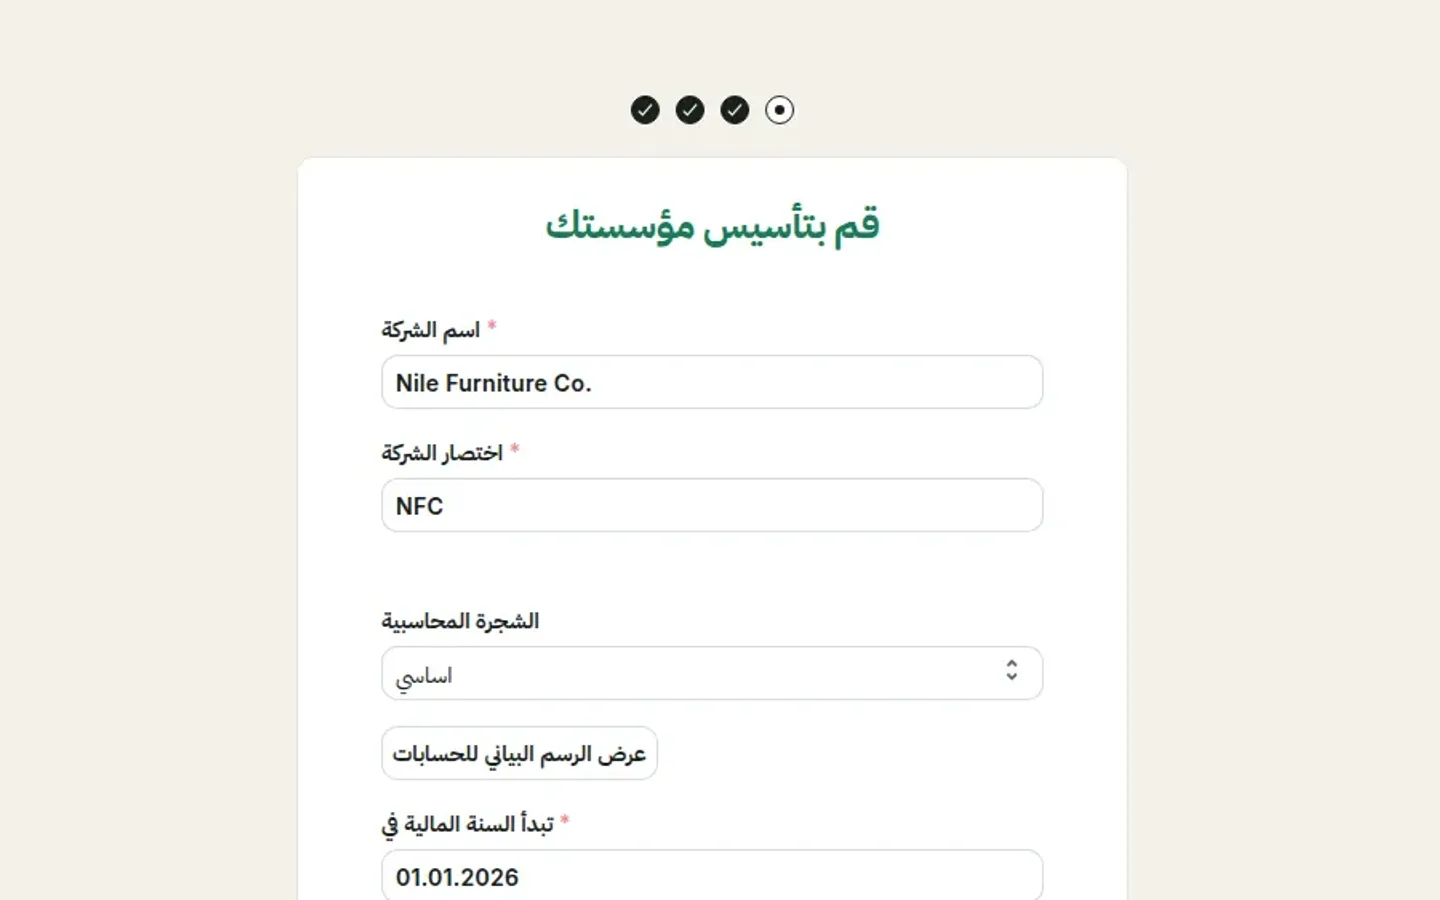 قم بتأسيس مؤسستك
اسم الشركة *
Nile Furniture Co.
اختصار الشركة *
NFC
الشجرة المحاسبية
اساسي
عرض الرسم البياني للحسابات
تبدأ السنة المالية في *
01.01.2026